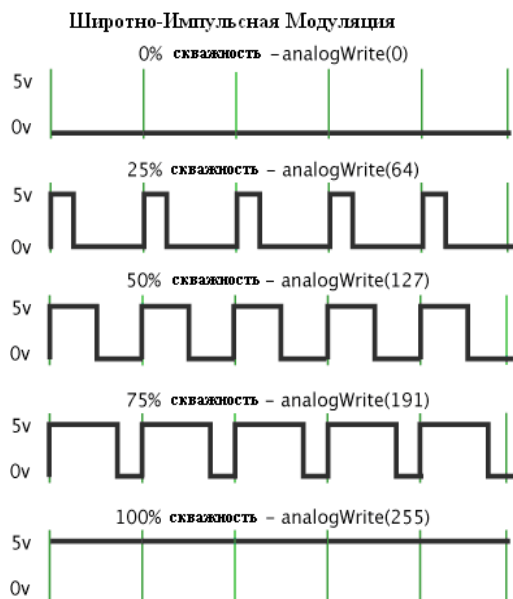 Широтно-Импульсная Модуляция
0% скважность – analogWrite(0)
5v
0v
25% скважность – analogWrite(64)
5v
0v
50% скважность – analogWrite(127)
5v
0v
75% скважность – analogWrite(191)
5v
0v
100% скважность – analogWrite(255)
5v
0v